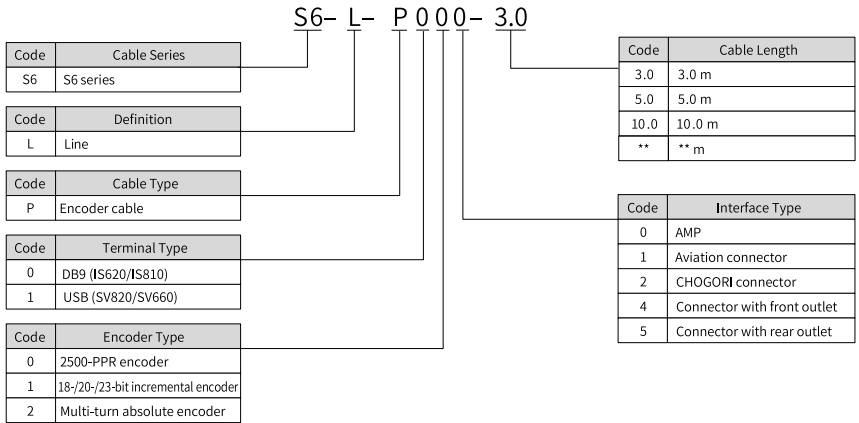 S6- L- P 0 0 0 - 3.0
Code Cable Series
S6 S6 series
Code Definition
L Line
Code Cable Type
P Encoder cable
Code Terminal Type
0 DB9 (IS620/IS810)
1 USB (SV820/SV660)
Code Encoder Type
0 2500-PPR encoder
1 18-/20-/23-bit incremental encoder
2 Multi-turn absolute encoder
Code Cable Length
3.0 3.0 m
5.0 5.0 m
10.0 10.0 m
** ** m
Code Interface Type
0 AMP
1 Aviation connector
2 CHOGORI connector
4 Connector with front outlet
5 Connector with rear outlet